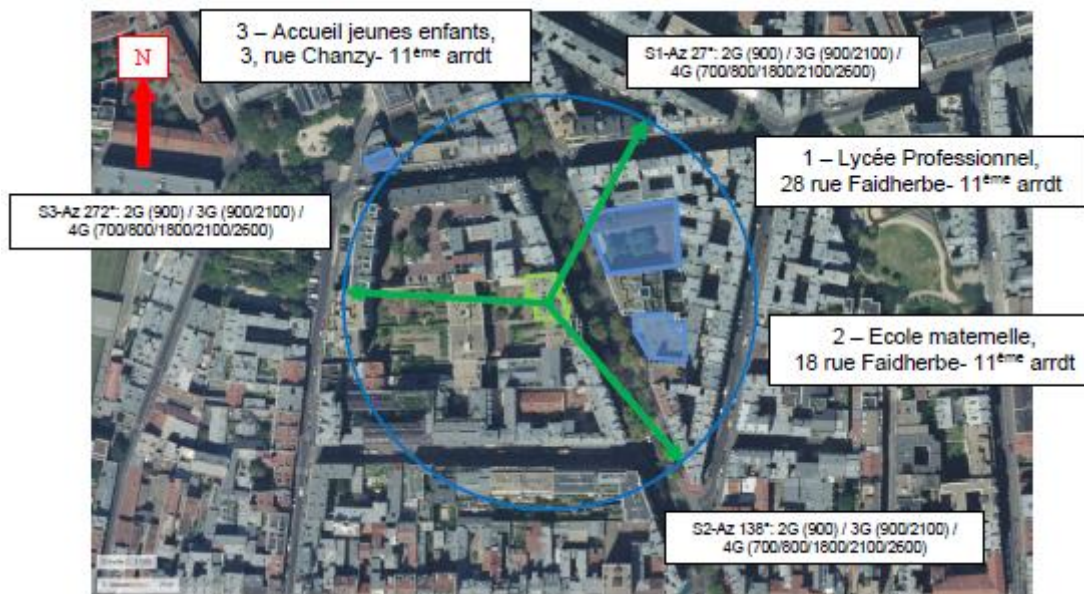 N
3 – Accueil jeunes enfants,
3, rue Chanzy- 11ème arrdt
S1-Az 27°: 2G (900) / 3G (900/2100) /
4G (700/800/1800/2100/2600)
1 – Lycée Professionnel,
28 rue Faidherbe- 11ème arrdt
S3-Az 272°: 2G (900) / 3G (900/2100) /
4G (700/800/1800/2100/2600)
2 – Ecole maternelle,
18 rue Faidherbe- 11ème arrdt
S2-Az 138°: 2G (900) / 3G (900/2100) /
4G (700/800/1800/2100/2600)